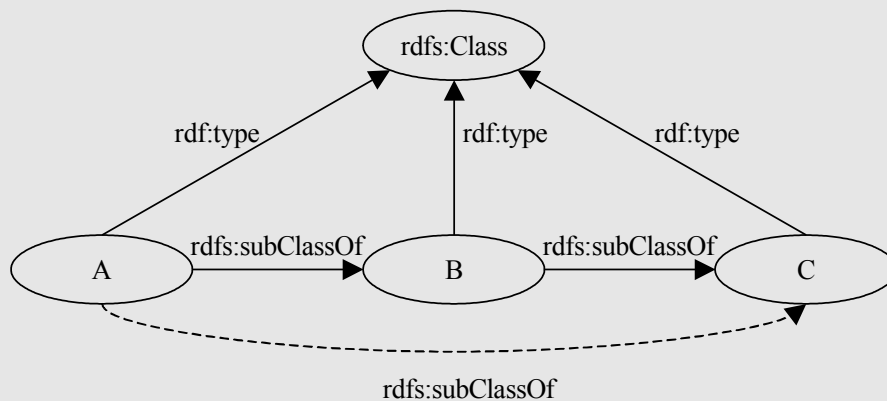 rdfs:Class
rdf:type
rdf:type
rdf:type
rdfs:subClassOf
rdfs:subClassOf
A
B
C
rdfs:subClassOf